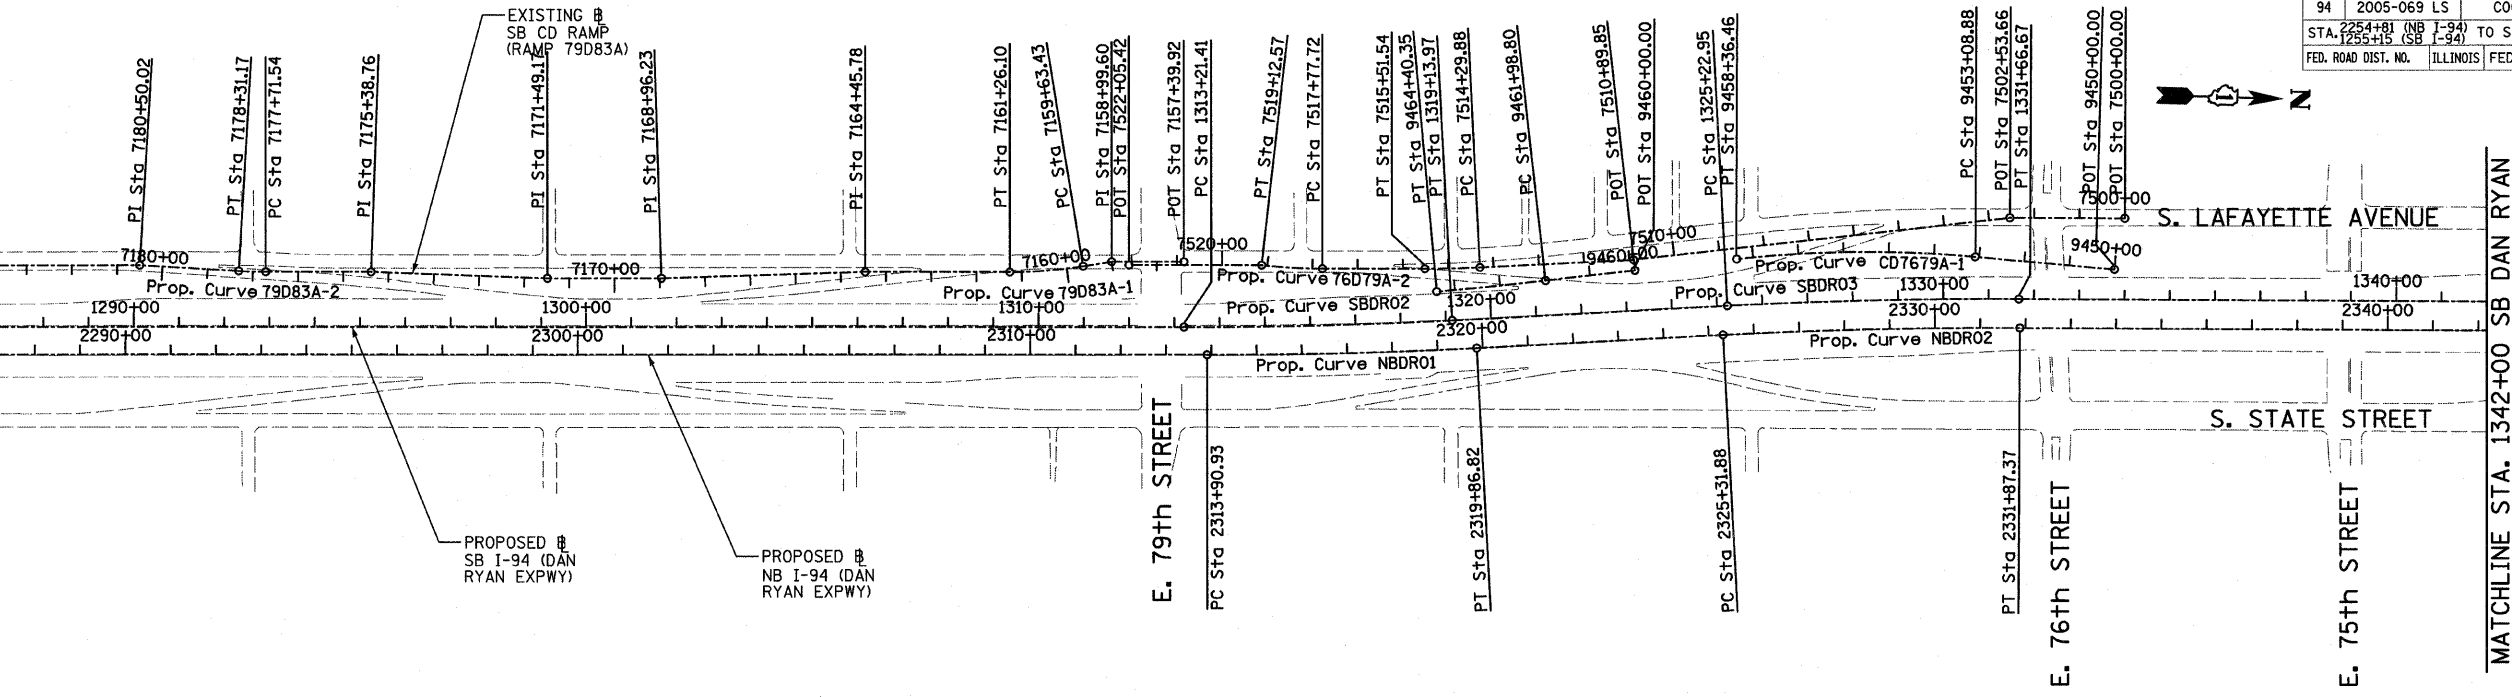 94 2005-069 LS
STA. 2254+81 (NB I-94) TO
1255+15 (SB I-94)
FED. ROAD DIST. NO. ILLINOIS FED
EXISTING
SB CD RAMP
(RAMP 79D83A)
PI Sta 7180+50.02
PT Sta 7178+31.17
PC Sta 7177+71.54
PI Sta 7175+38.76
PI Sta 7171+49.17
PI Sta 7168+96.23
PI Sta 7164+45.78
PT Sta 7161+26.10
PC Sta 7159+63.43
PI Sta 7158+99.60
POT Sta 7522+05.42
POT Sta 7157+39.92
PC Sta 1313+21.41
PT Sta 7519+12.57
PC Sta 7517+77.72
PT Sta 7515+51.54
PT Sta 9464+40.35
PT Sta 1319+13.97
PC Sta 7514+29.88
PC Sta 9461+98.80
POT Sta 7510+89.85
POT Sta 9460+00.00
PC Sta 1325+22.95
PT Sta 9458+36.46
PC Sta 9453+08.88
POT Sta 7502+53.66
PT Sta 1331+66.67
POT Sta 9450+00.00
POT Sta 7500+00.00
N
7500+00
S. LAFAYETTE AVENUE
7180+00
7170+00
7160+00
7520+00
7510+00
9460+00
9450+00
Prop. Curve 79D83A-2
Prop. Curve 79D83A-1
Prop. Curve 76D79A-2
Prop. Curve CD7679A-1
1290+00
1300+00
1310+00
Prop. Curve SBDR02
1320+00
Prop. Curve SBDR03
1330+00
1340+00
2290+00
2300+00
2310+00
2320+00
2330+00
2340+00
Prop. Curve NBDR01
Prop. Curve NBDR02
S. STATE STREET
E. 79th STREET
PC Sta 2313+90.93
PT Sta 2319+86.82
PC Sta 2325+31.88
PT Sta 2331+87.37
E. 76th STREET
E. 75th STREET
MATCHLINE STA. 1342+00 SB DAN RYAN
PROPOSED
SB I-94 (DAN
RYAN EXPWY)
PROPOSED
NB I-94 (DAN
RYAN EXPWY)